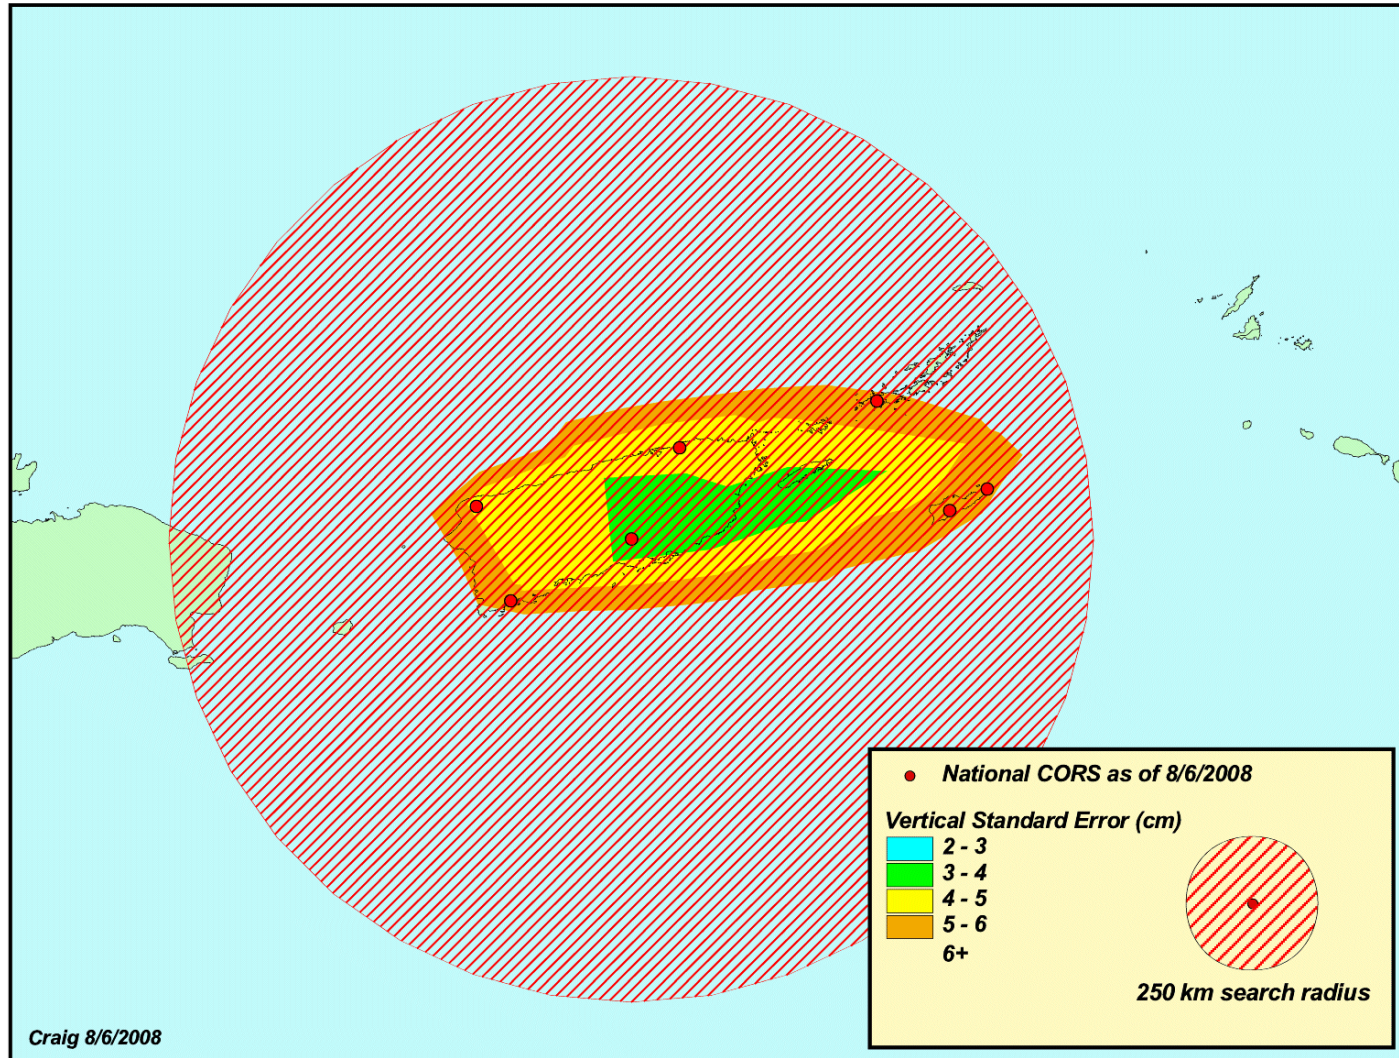 National CORS as of 8/6/2008
Vertical Standard Error (cm)
2 - 3
3 - 4
4 - 5
5 - 6
6+
250 km search radius
Craig 8/6/2008